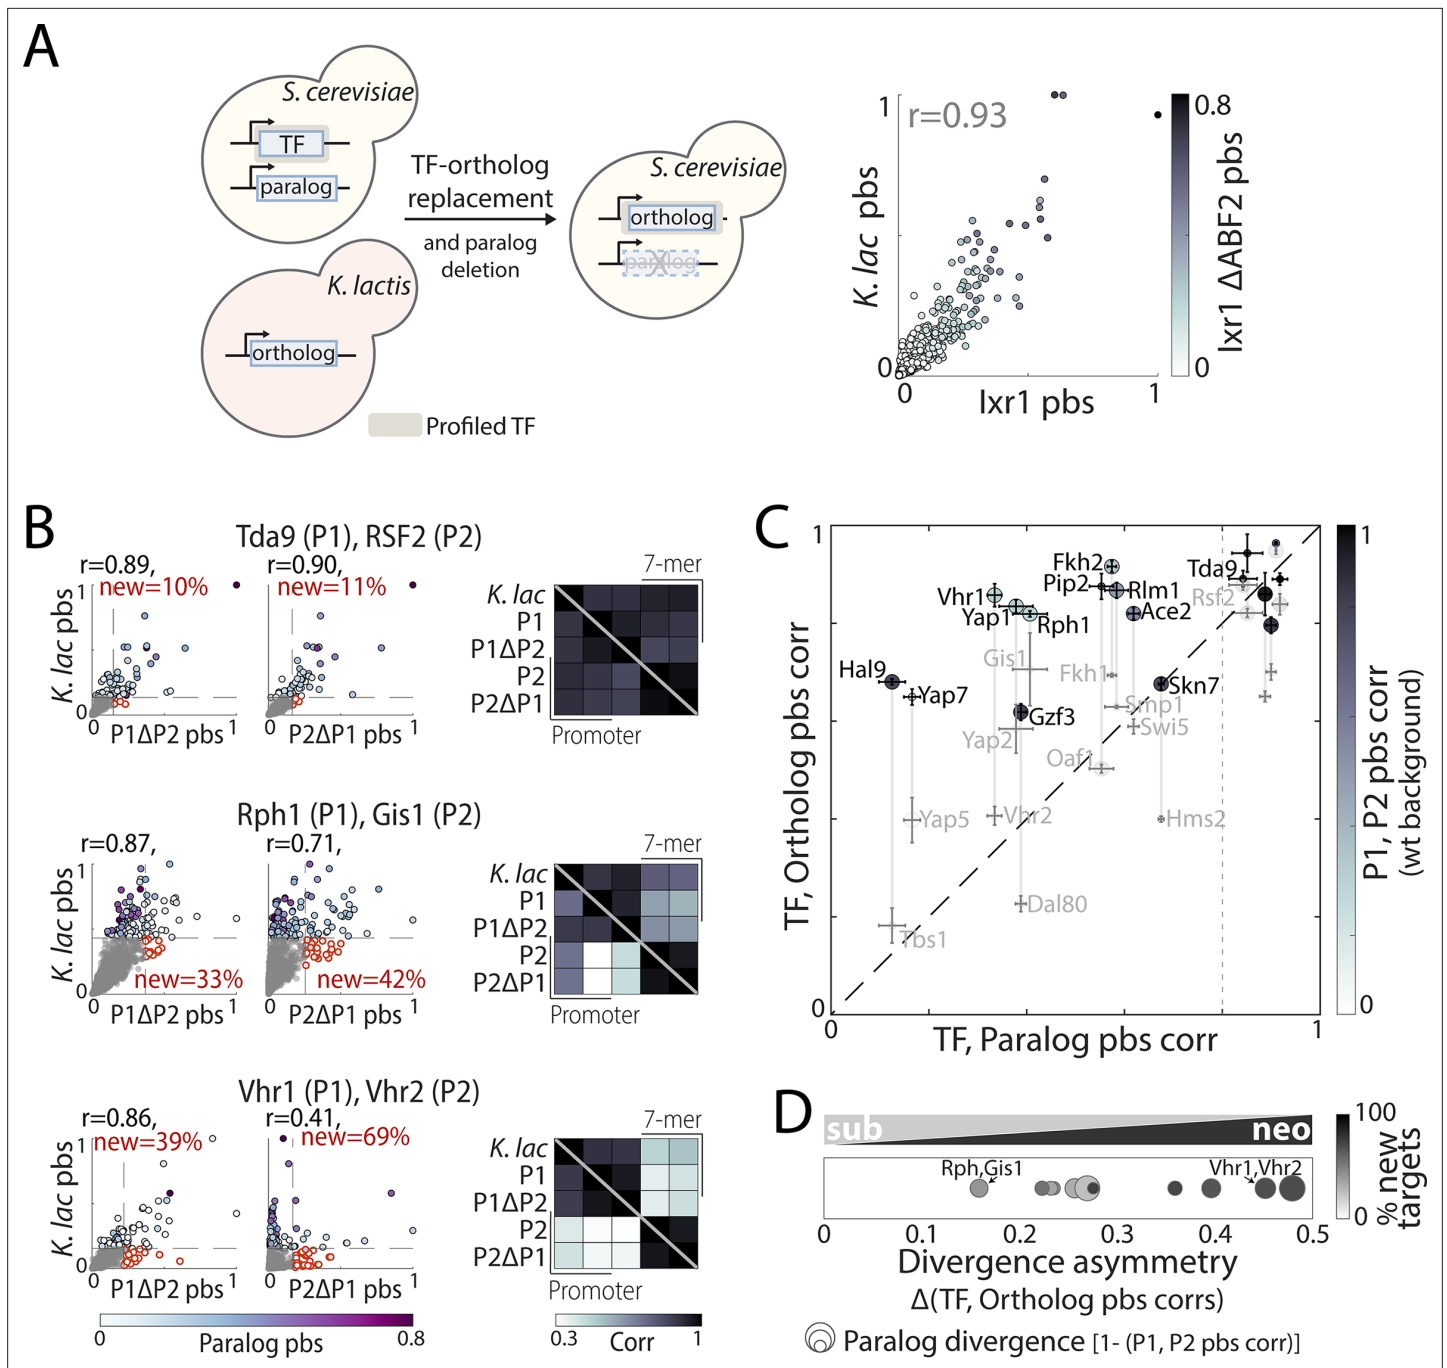 A
S. cerevisiae
TF
paralog
K. lactis
ortholog
TF-ortholog
replacement
and paralog
deletion
S. cerevisiae
ortholog
paralog
Profiled TF
r=0.93
1
0
K. lac pbs
0
1
Ixr1 pbs
0.8
0
Ixr1 ΔABF2 pbs
B
Tda9 (P1), RSF2 (P2)
r=0.89,
new=10%
1
0
K. lac pbs
0
1
P1ΔP2 pbs
r=0.90,
new=11%
0
1
P2ΔP1 pbs
7-mer
K. lac
P1
P1ΔP2
P2
P2ΔP1
Promoter
Rph1 (P1), Gis1 (P2)
r=0.87,
1
0
K. lac pbs
new=33%
0
1
P1ΔP2 pbs
r=0.71,
new=42%
0
1
P2ΔP1 pbs
7-mer
K. lac
P1
P1ΔP2
P2
P2ΔP1
Promoter
Vhr1 (P1), Vhr2 (P2)
r=0.86,
new=39%
1
0
K. lac pbs
0
1
P1ΔP2 pbs
r=0.41,
new=69%
0
1
P2ΔP1 pbs
7-mer
K. lac
P1
P1ΔP2
P2
P2ΔP1
Promoter
0
0.8
Paralog pbs
0.3
1
Corr
C
1
0
TF, Ortholog pbs corr
0
1
TF, Paralog pbs corr
Fkh2
Pip2
Rlm1
Tda9
Vhr1
Yap1
Rph1
Ace2
Rsf2
Gis1
Fkh1
Hal9
Yap7
Skn7
Gzf3
Smp1
Swi5
Yap2
Oaf1
Yap5
Vhr2
Hms2
Dal80
Tbs1
1
0
P1, P2 pbs corr
(wt background)
D
sub
neo
Rph,Gis1
Vhr1,Vhr2
100
0
% new
targets
0
0.1
0.2
0.3
0.4
0.5
Divergence asymmetry
Δ(TF, Ortholog pbs corrs)
Paralog divergence [1- (P1, P2 pbs corr)]